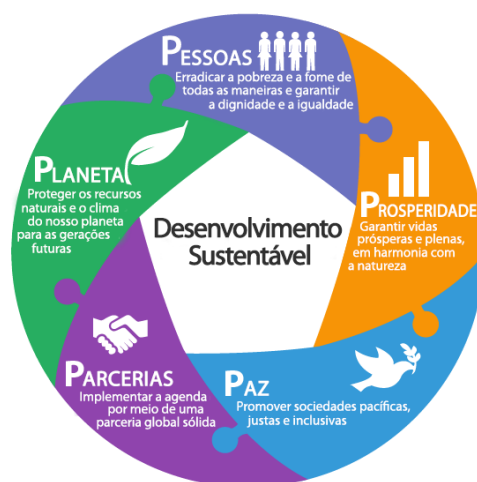 PESSOAS
Erradicar a pobreza e a fome de
todas as maneiras e garantir
a dignidade e a igualdade
PROSPERIDADE
Garantir vidas
prósperas e plenas,
em harmonia com
a natureza
PAZ
Promover sociedades pacíficas,
justas e inclusivas
PARCERIAS
Implementar a agenda
por meio de uma
parceria global sólida
PLANETA
Proteger os recursos
naturais e o clima
do nosso planeta
para as gerações
futuras
Desenvolvimento
Sustentável